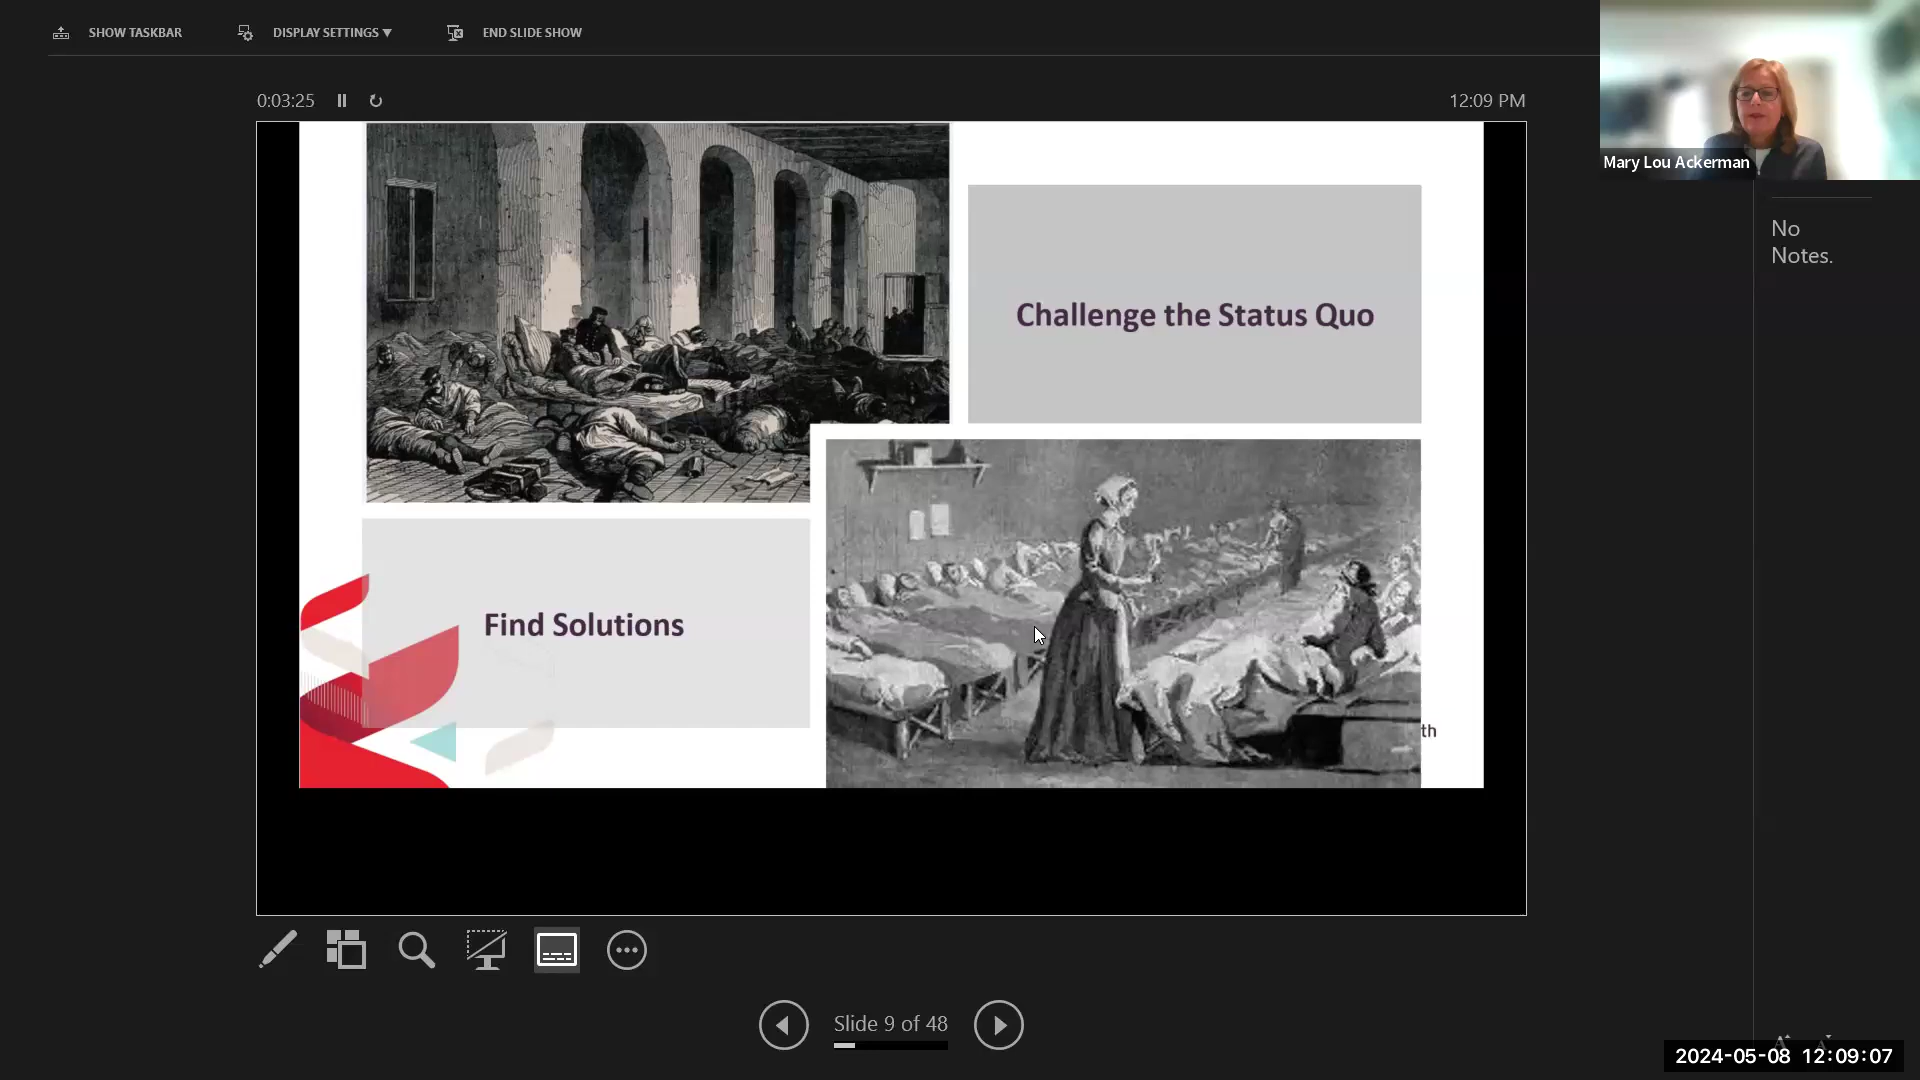 SHOW TASKBAR
DISPLAY SETTINGS ▼
END SLIDE SHOW
0:03:25
12:09 PM
Mary Lou Ackerman
No
Notes.
Challenge the Status Quo
Find Solutions
th
Slide 9 of 48
2024-05-08 12:09:07